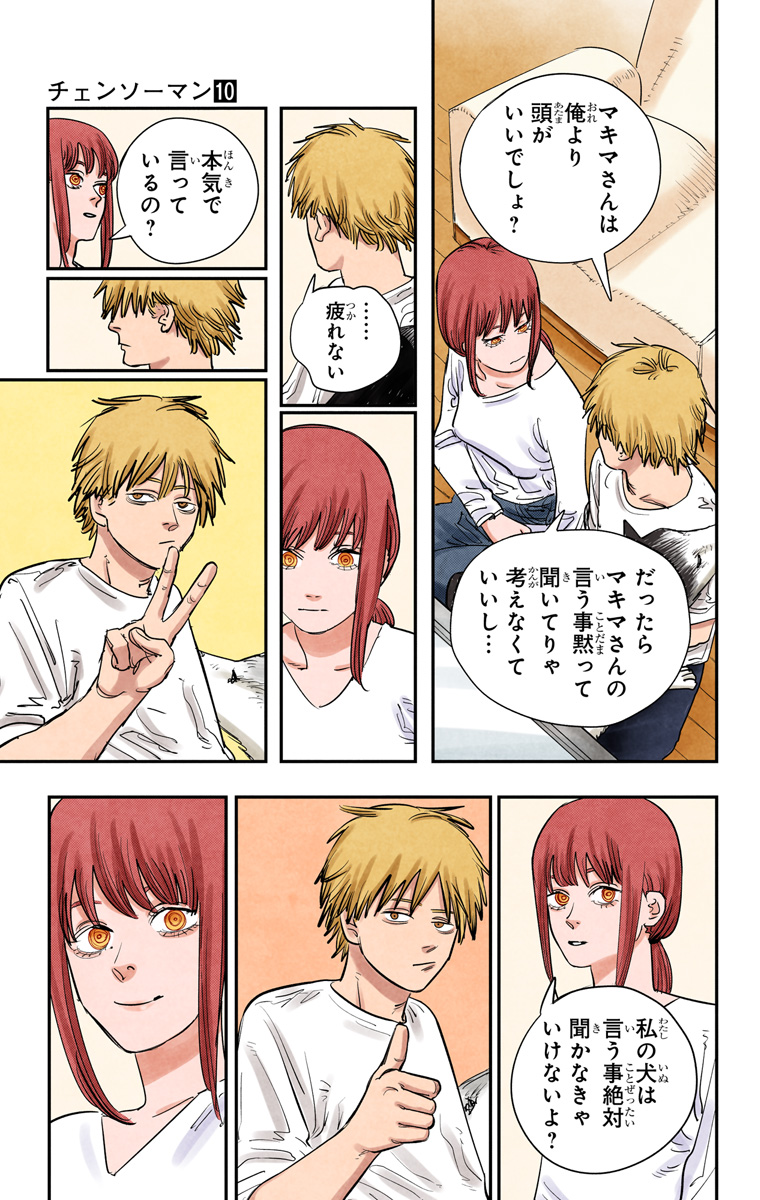 チェンソーマン10
マキマさんは
俺より
頭が
いいでしょ？
だったら
マキマさんの
言う事黙って
聞いてりゃ
考えなくて
いいし…
……
疲れない
本気で
言って
いるの？
私の犬は
言う事絶対
聞かなきゃ
いけないよ？